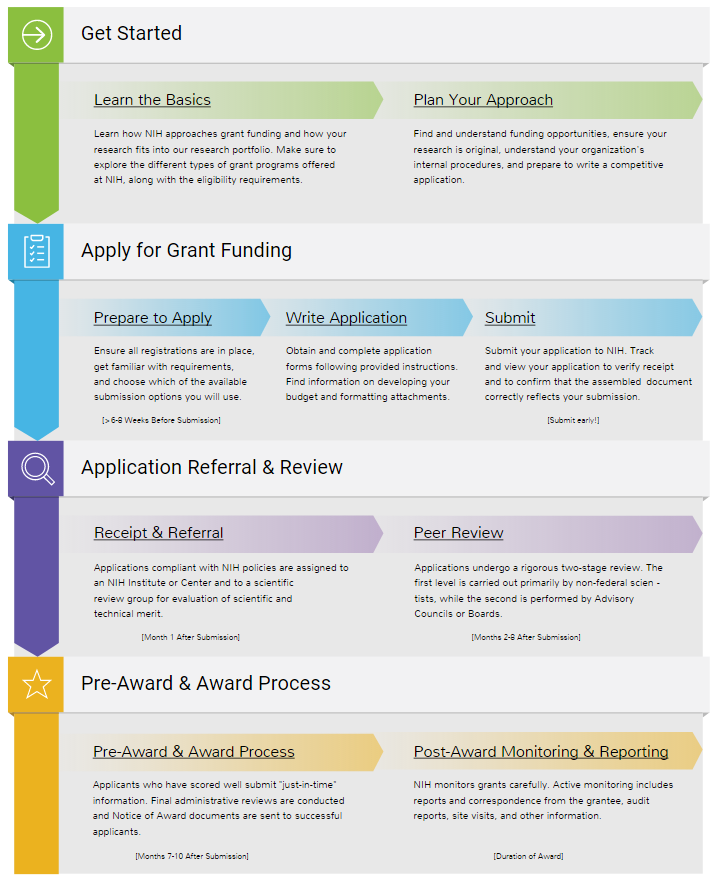 Get Started
Learn the Basics
Learn how NIH approaches grant funding and how your
research fits into our research portfolio. Make sure to
explore the different types of grant programs offered
at NIH, along with the eligibility requirements.
Plan Your Approach
Find and understand funding opportunities, ensure your
research is original, understand your organization's
internal procedures, and prepare to write a competitive
application.
Apply for Grant Funding
Prepare to Apply
Ensure all registrations are in place,
get familiar with requirements,
and choose which of the available
submission options you will use.
[> 6-8 Weeks Before Submission]
Write Application
Obtain and complete application
forms following provided instructions.
Find information on developing your
budget and formatting attachments.
Submit
Submit your application to NIH. Track
and view your application to verify receipt
and to confirm that the assembled document
correctly reflects your submission.
[Submit early!]
Application Referral & Review
Receipt & Referral
Applications compliant with NIH policies are assigned to
an NIH Institute or Center and to a scientific
review group for evaluation of scientific and
technical merit.
[Month 1 After Submission]
Peer Review
Applications undergo a rigorous two-stage review. The
first level is carried out primarily by non-federal scien -
tists, while the second is performed by Advisory
Councils or Boards.
[Months 2-8 After Submission]
Pre-Award & Award Process
Pre-Award & Award Process
Applicants who have scored well submit "just-in-time"
information. Final administrative reviews are conducted
and Notice of Award documents are sent to successful
applicants.
[Months 7-10 After Submission]
Post-Award Monitoring & Reporting
NIH monitors grants carefully. Active monitoring includes
reports and correspondence from the grantee, audit
reports, site visits, and other information.
[Duration of Award]